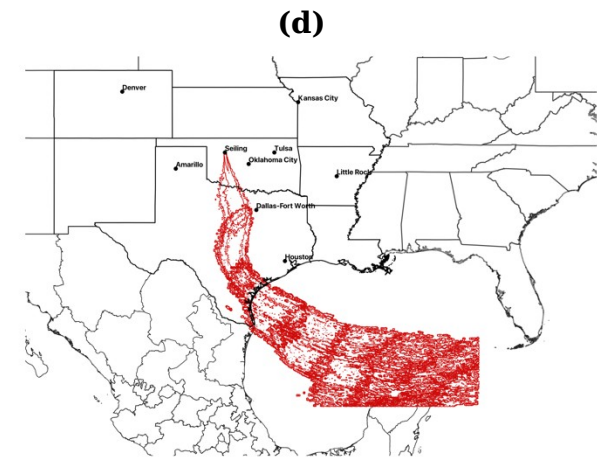 (d)
Denver
Kansas City
Seiling
Tulsa
Oklahoma City
Amarillo
Little Rock
Dallas-Fort Worth
Houston